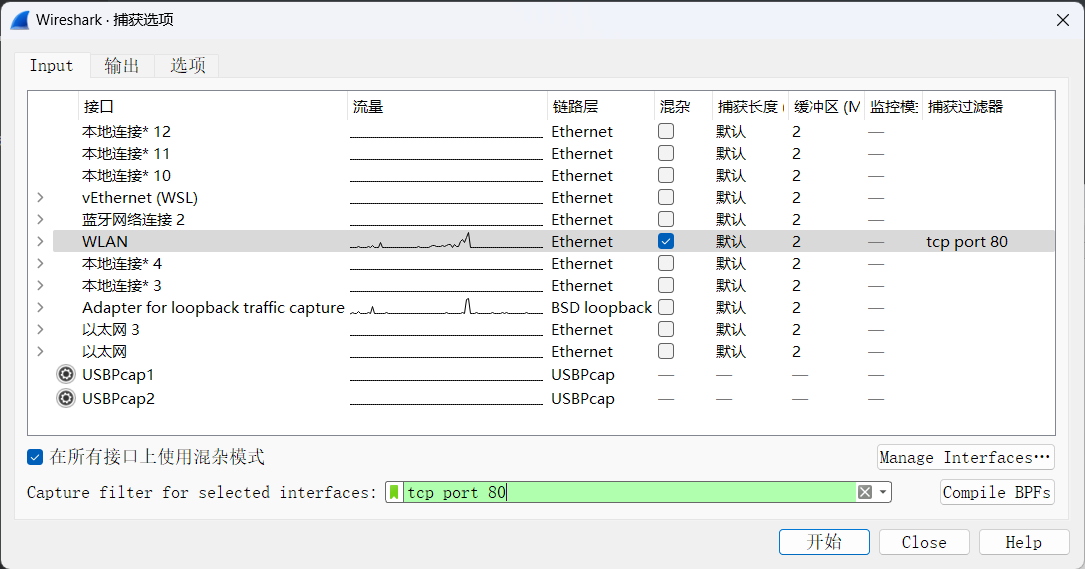 Wireshark · 捕获选项
Input 输出 选项
接口 流量 链路层 混杂 捕获长度 ( 缓冲区 (M 监控模 捕获过滤器
本地连接* 12 Ethernet 默认 2 —
本地连接* 11 Ethernet 默认 2 —
本地连接* 10 Ethernet 默认 2 —
vEthernet (WSL) Ethernet 默认 2 —
蓝牙网络连接 2 Ethernet 默认 2 —
WLAN Ethernet 默认 2 — tcp port 80
本地连接* 4 Ethernet 默认 2 —
本地连接* 3 Ethernet 默认 2 —
Adapter for loopback traffic capture BSD loopback 默认 2 —
以太网 3 Ethernet 默认 2 —
以太网 Ethernet 默认 2 —
USBPcap1 USBPcap — — — —
USBPcap2 USBPcap — — — —
在所有接口上使用混杂模式 Manage Interfaces…
Capture filter for selected interfaces: tcp port 80 Compile BPFs
开始 Close Help